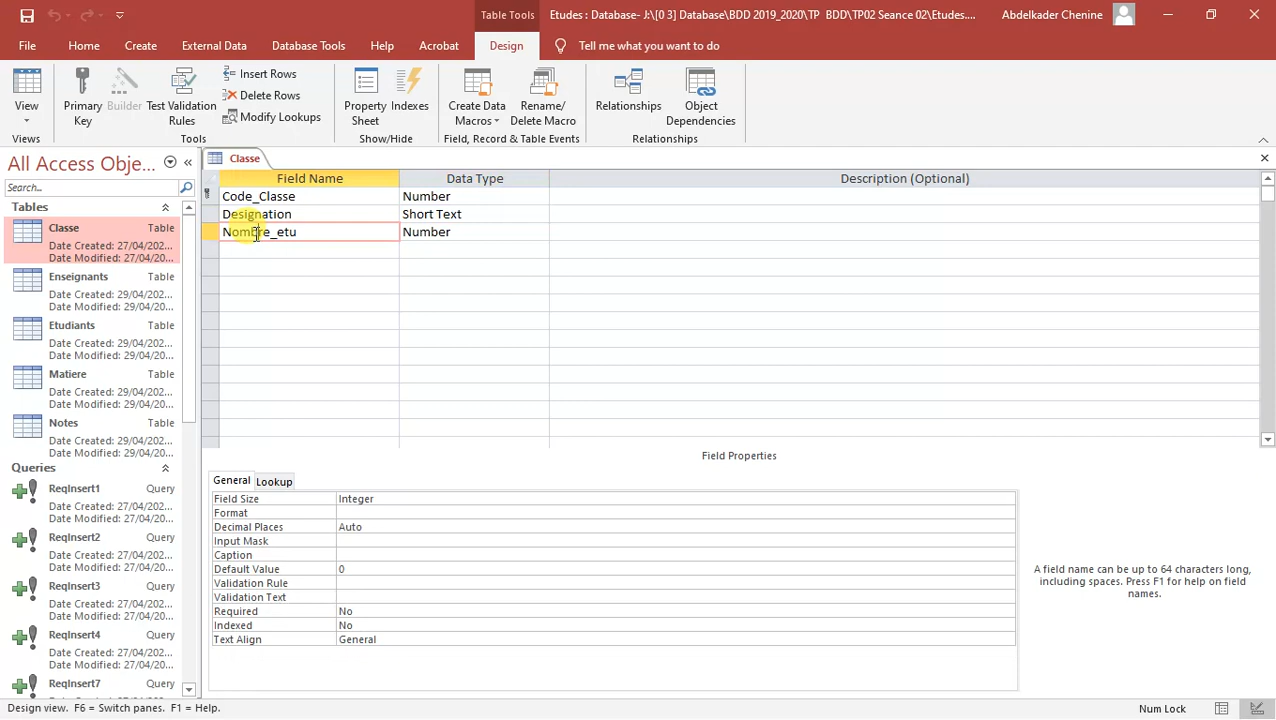 Table Tools
Etudes : Database- J:\[0 3] Database\BDD 2019_2020\TP  BDD\TP02 Seance 02\Etudes....
Abdelkader Chenine
File
Home
Create
External Data
Database Tools
Help
Acrobat
Design
Tell me what you want to do
View
Primary Key
Builder
Test Validation Rules
Insert Rows
Delete Rows
Modify Lookups
Property Sheet
Indexes
Create Data Macros
Rename/ Delete Macro
Relationships
Object Dependencies
Views
Tools
Show/Hide
Field, Record & Table Events
Relationships
All Access Obje...
Search...
Tables
Classe Table
Date Created: 27/04/202...
Date Modified: 27/04/20...
Enseignants Table
Date Created: 29/04/202...
Date Modified: 29/04/20...
Etudiants Table
Date Created: 29/04/202...
Date Modified: 29/04/20...
Matiere Table
Date Created: 29/04/202...
Date Modified: 29/04/20...
Notes Table
Date Created: 29/04/202...
Date Modified: 29/04/20...
Queries
ReqInsert1 Query
Date Created: 27/04/202...
Date Modified: 27/04/20...
ReqInsert2 Query
Date Created: 27/04/202...
Date Modified: 27/04/20...
ReqInsert3 Query
Date Created: 27/04/202...
Date Modified: 27/04/20...
ReqInsert4 Query
Date Created: 27/04/202...
Date Modified: 27/04/20...
ReqInsert7 Query
Classe
Field Name Data Type Description (Optional)
Code_Classe Number
Designation Short Text
Nombre_etu Number
Field Properties
General Lookup
Field Size Integer
Format
Decimal Places Auto
Input Mask
Caption
Default Value 0
Validation Rule
Validation Text
Required No
Indexed No
Text Align General
A field name can be up to 64 characters long,
including spaces. Press F1 for help on field
names.
Design view.  F6 = Switch panes.  F1 = Help.
Num Lock